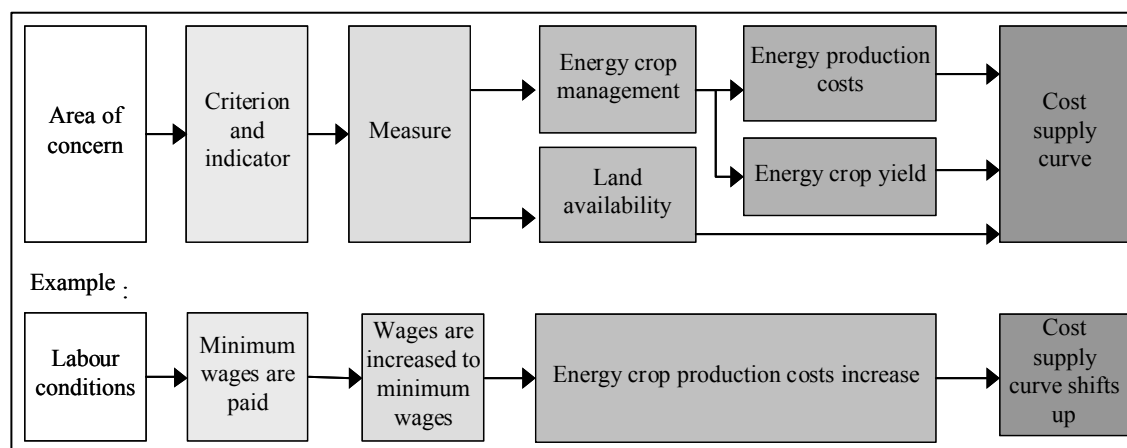 Area of
concern
Criterion
and
indicator
Measure
Energy crop
management
Land
availability
Energy production
costs
Energy crop yield
Cost
supply
curve
Example :
Labour
conditions
Minimum
wages are
paid
Wages are
increased to
minimum
wages
Energy crop production costs increase
Cost
supply
curve shifts
up